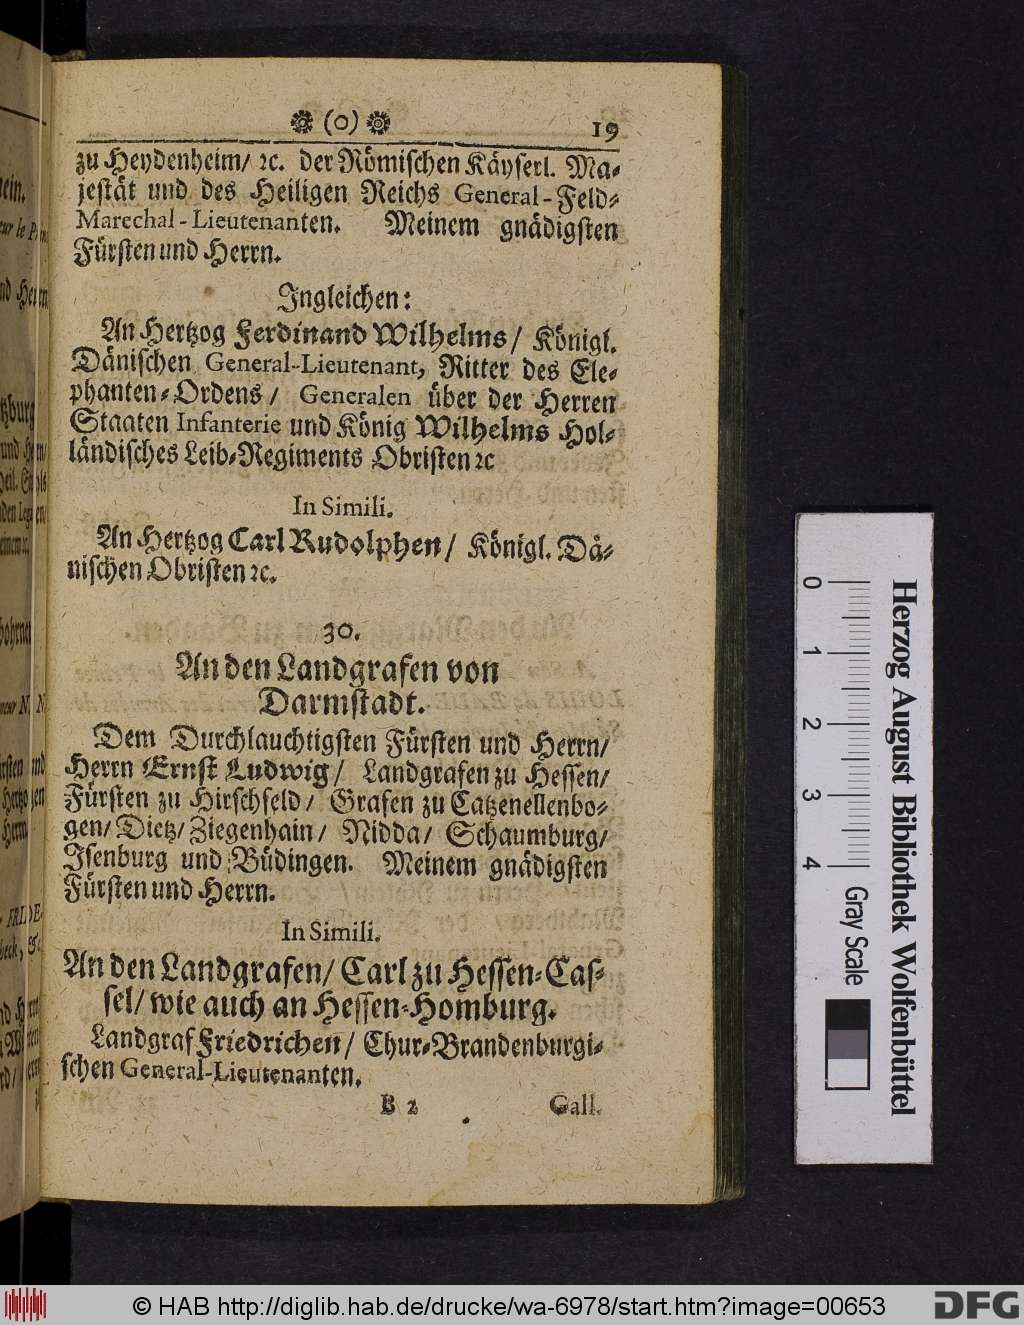 (o)
19
zu Heydenheim/ ꝛc. der Römischen Käyserl. Ma-
jestät und des Heiligen Reichs General-Feld-
Marechal-Lieutenanten. Meinem gnädigsten
Fürsten und Herrn.
Ingleichen:
An Hertzog Ferdinand Wilhelms/ Königl.
Dänischen General-Lieutenant, Ritter des Ele-
phanten-Ordens/ Generalen über der Herren
Staaten Infanterie und König Wilhelms Hol-
ländisches Leib-Regiments Obristen ꝛc
In Simili.
An Hertzog Carl Rudolphen/ Königl. Dä-
nischen Obristen ꝛc.
30.
An den Landgrafen von
Darmstadt.
Dem Durchlauchtigsten Fürsten und Herrn/
Herrn Ernst Ludwig/ Landgrafen zu Hessen/
Fürsten zu Hirschfeld/ Grafen zu Catzenellenbo-
gen/ Dietz/ Ziegenhain/ Nidda/ Schaumburg/
Isenburg und Büdingen. Meinem gnädigsten
Fürsten und Herrn.
In Simili.
An den Landgrafen/ Carl zu Hessen-Cas-
sel/ wie auch an Hessen-Homburg.
Landgraf Friedrichen/ Chur-Brandenburgi-
schen General-Lieutenanten.
B 2
Gall.
0 1 2 3 4
Herzog August Bibliothek Wolfenbüttel
Gray Scale
© HAB http://diglib.hab.de/drucke/wa-6978/start.htm?image=00653
DFG